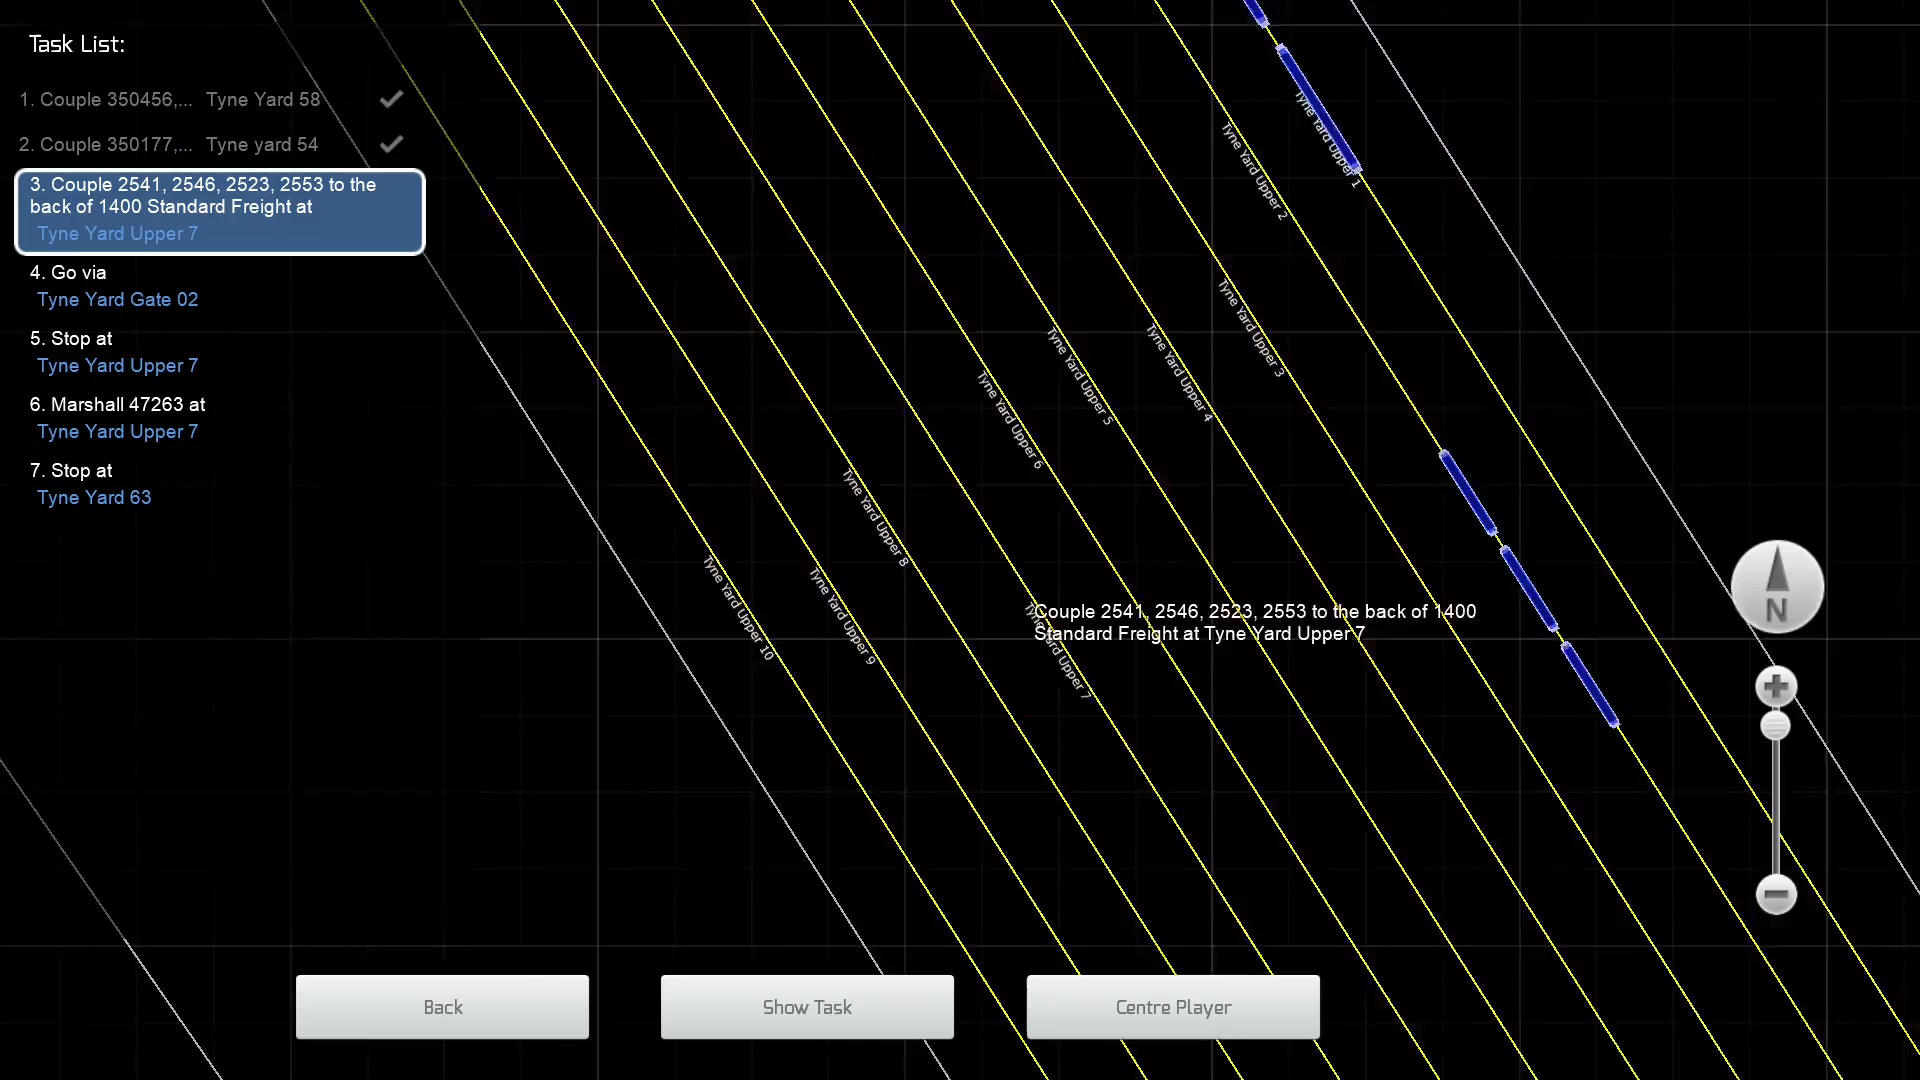 Task List:
1. Couple 350456,... Tyne Yard 58
2. Couple 350177,... Tyne yard 54
3. Couple 2541, 2546, 2523, 2553 to the
back of 1400 Standard Freight at
Tyne Yard Upper 7
4. Go via
Tyne Yard Gate 02
5. Stop at
Tyne Yard Upper 7
6. Marshall 47263 at
Tyne Yard Upper 7
7. Stop at
Tyne Yard 63
Tyne Yard Upper 1
Tyne Yard Upper 2
Tyne Yard Upper 3
Tyne Yard Upper 4
Tyne Yard Upper 5
Tyne Yard Upper 6
Tyne Yard Upper 8
Tyne Yard Upper 10
Tyne Yard Upper 9
Tyne Yard Upper 7
Couple 2541, 2546, 2523, 2553 to the back of 1400
Standard Freight at Tyne Yard Upper 7
N
Back
Show Task
Centre Player